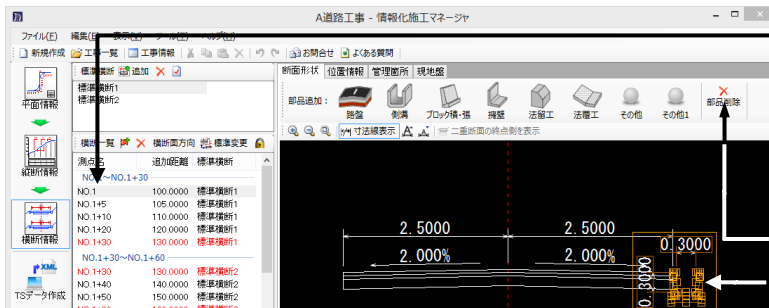 A道路工事 - 情報化施工マネージャ
ファイル(F) 編集(E) 表示(V) ツール(T) ヘルプ(H)
新規作成 工事一覧 工事情報 お問合せ よくある質問
標準横断 追加
標準横断1
標準横断2
平面情報
縦断情報
横断情報
XML
TSデータ作成
横断一覧 横断面方向 標準変更
測点名 追加距離 標準横断
NO.1～NO.1+30
NO.1 100.0000 標準横断1
NO.1+5 105.0000 標準横断1
NO.1+10 110.0000 標準横断1
NO.1+20 120.0000 標準横断1
NO.1+30 130.0000 標準横断1
NO.1+30～NO.1+60
NO.1+30 130.0000 標準横断2
NO.1+40 140.0000 標準横断2
NO.1+50 150.0000 標準横断2
断面形状 位置情報 管理箇所 現地盤
部品追加：
路盤 側溝 ブロック積・張 擁壁 法留工 法覆工 その他 その他1 部品削除
寸法線表示 A A 二重断面の終点側を表示
2.5000 2.5000
0.3000
2.000% 2.000%
0.3000